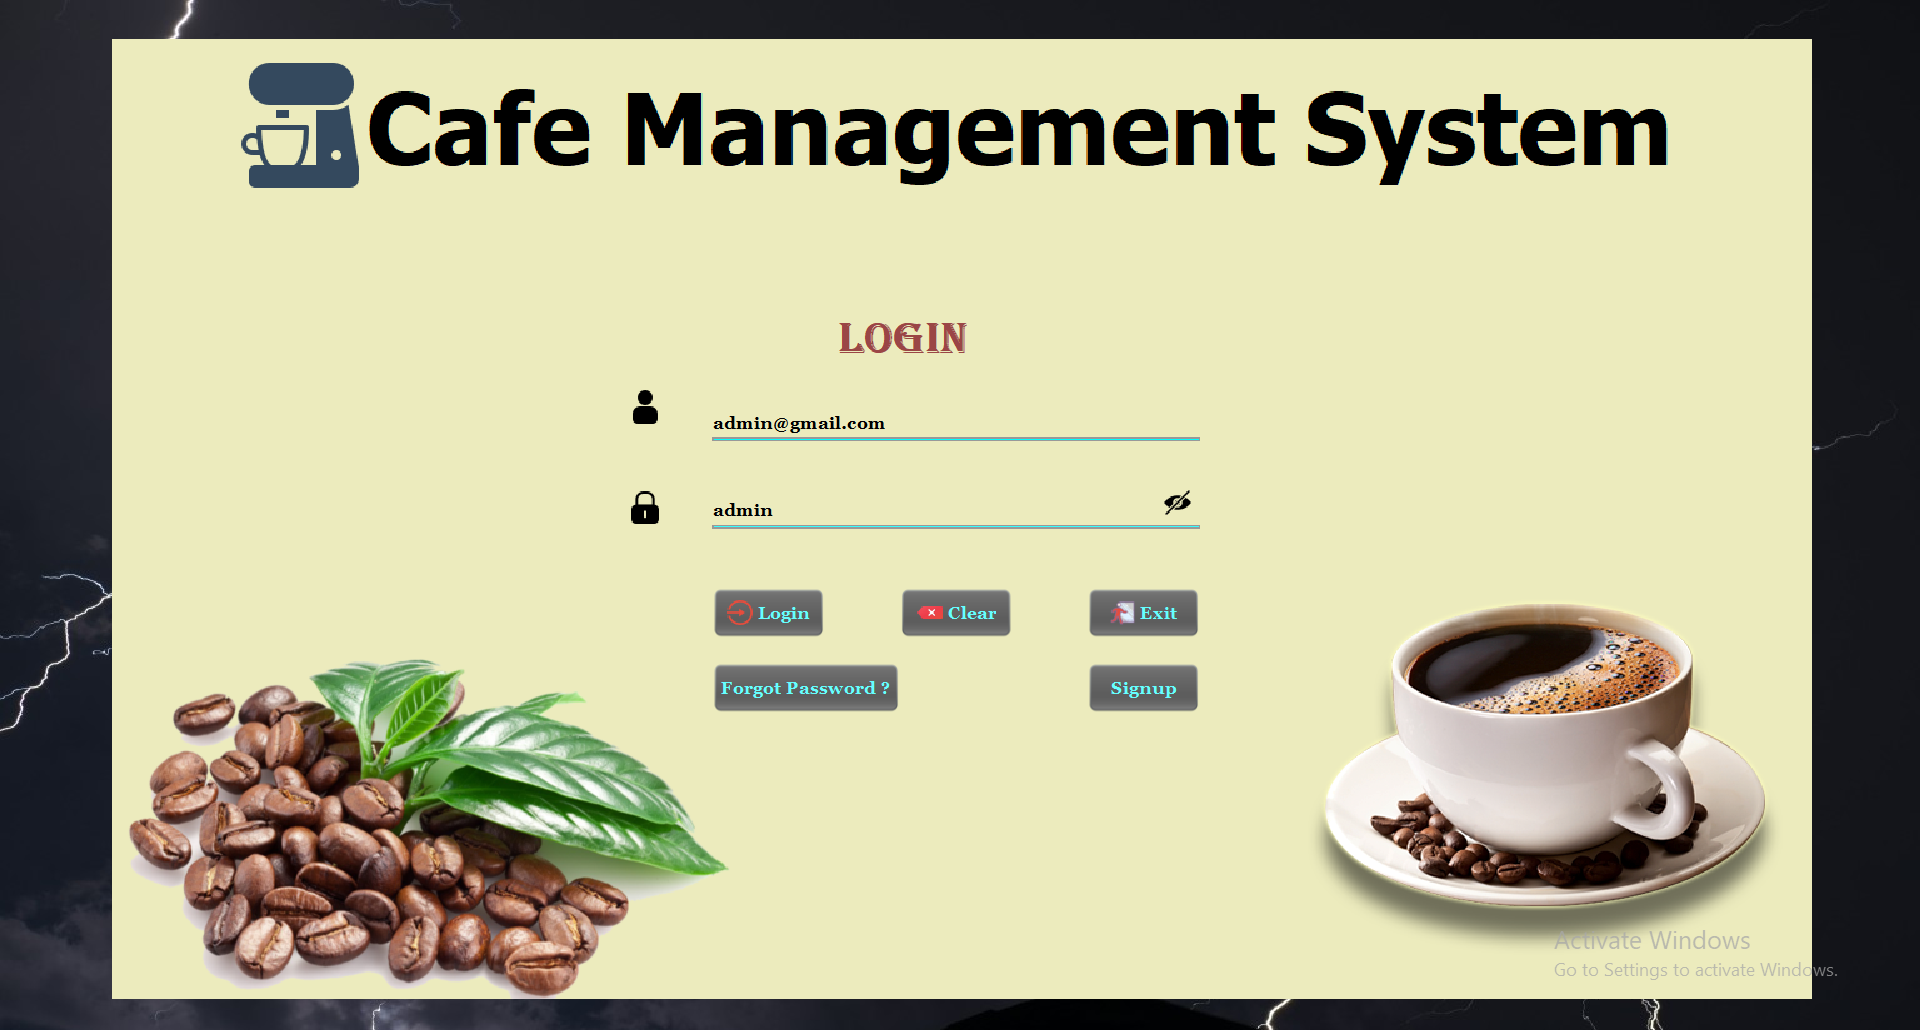 Cafe Management System
LOGIN
admin@gmail.com
admin
Login
Clear
Exit
Forgot Password ?
Signup
Activate Windows
Go to Settings to activate Windows.